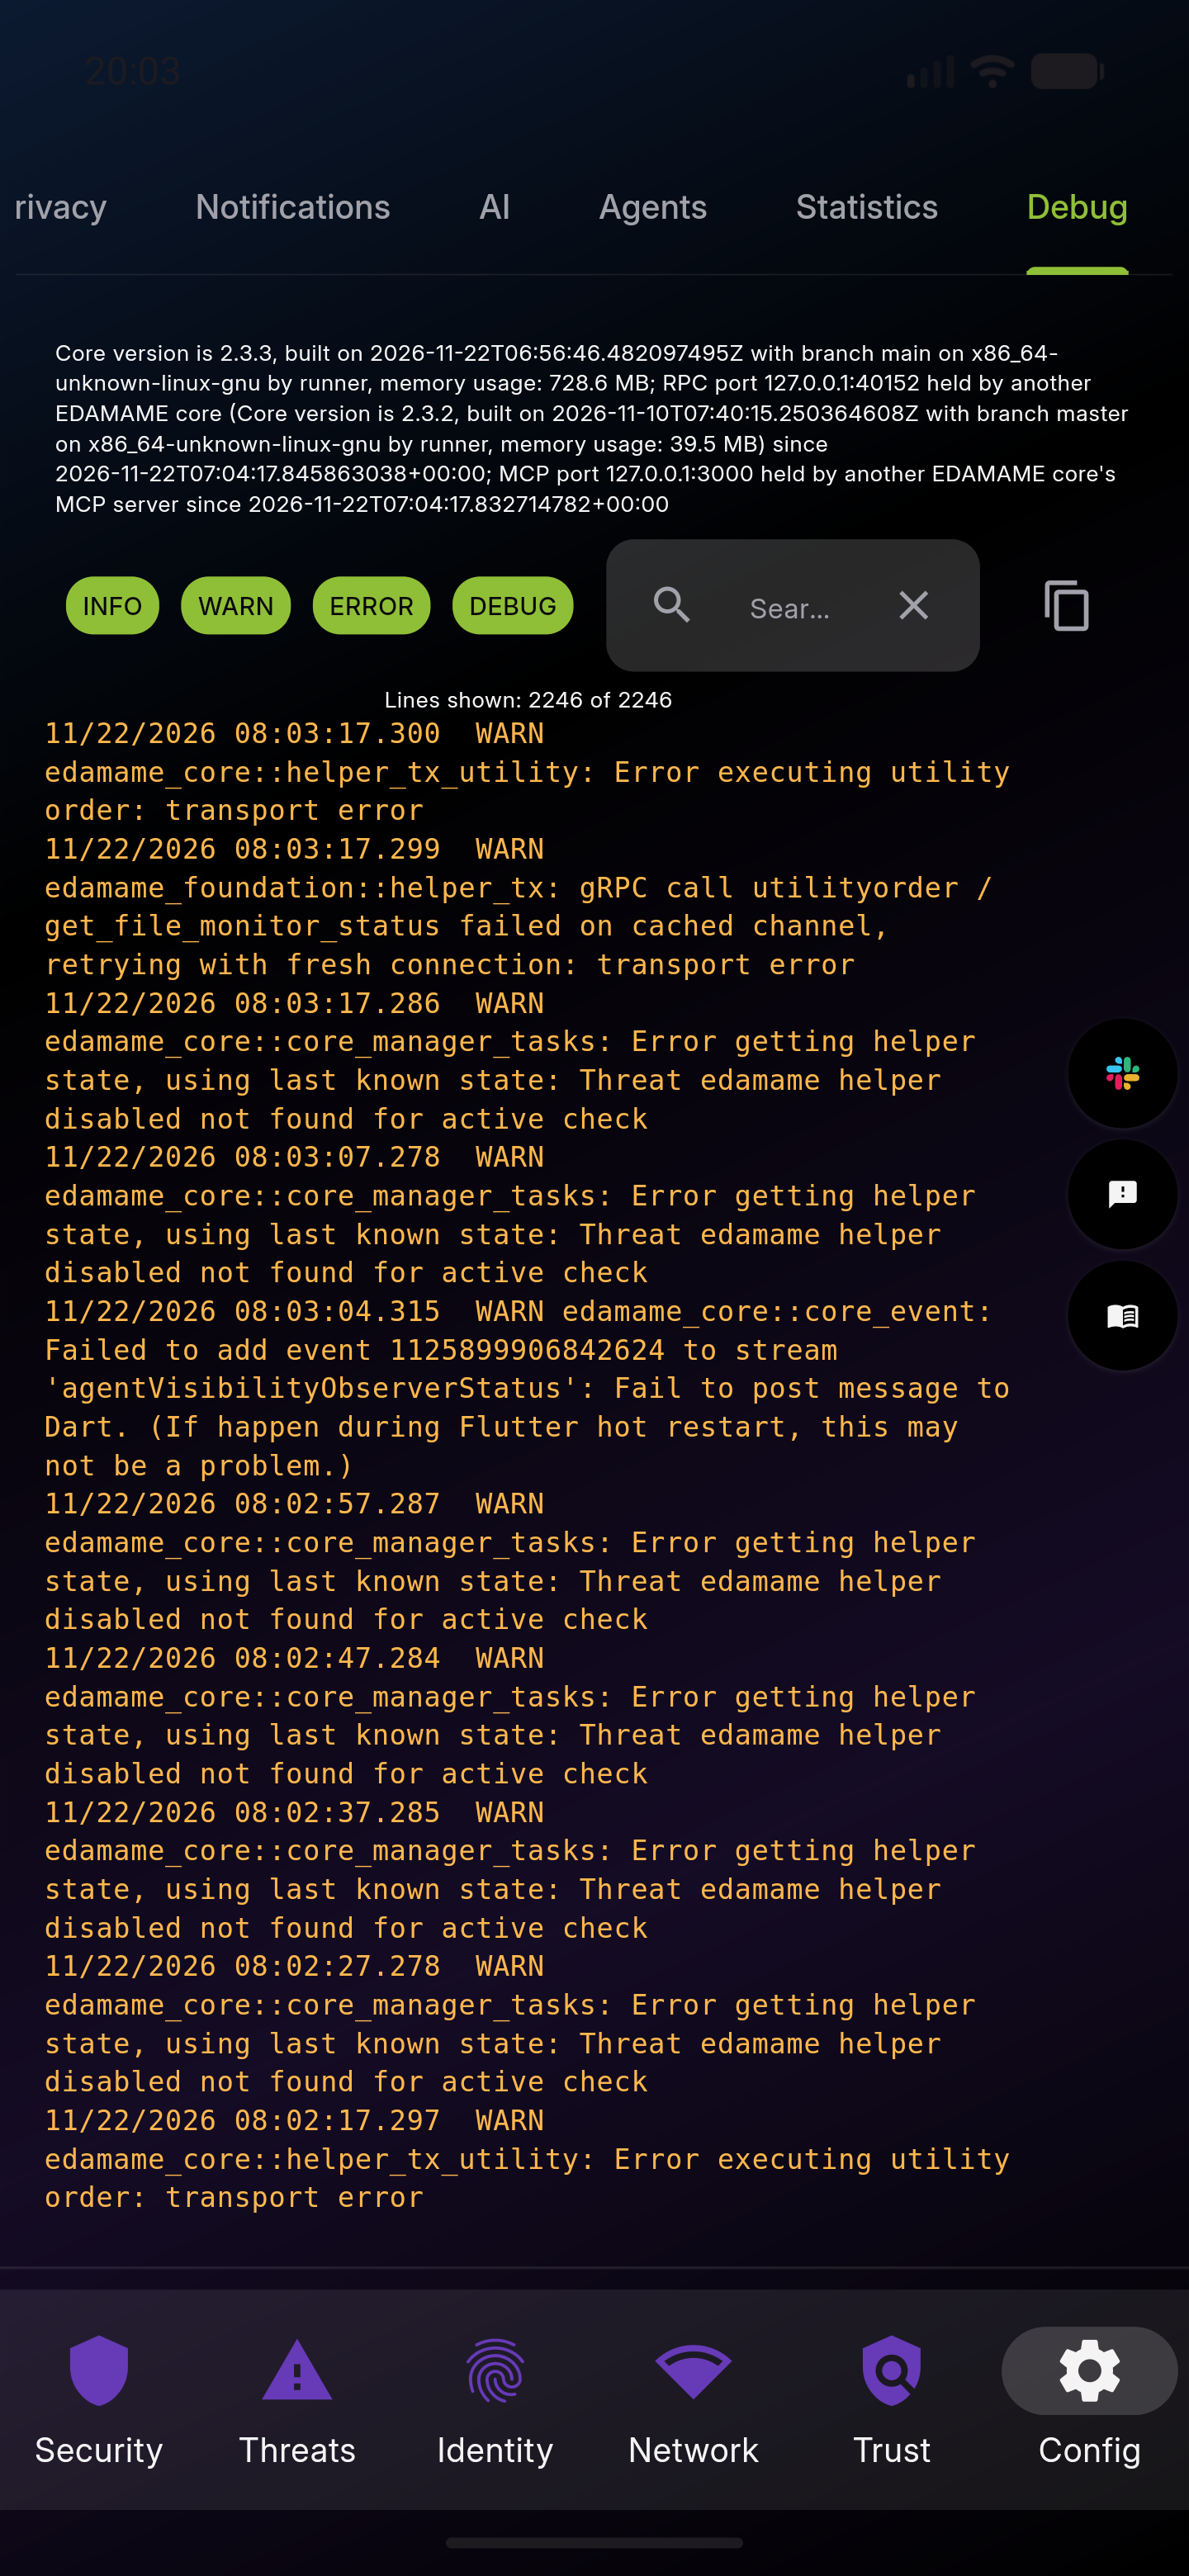 20:03
rivacy Notifications AI Agents Statistics Debug
Core version is 2.3.3, built on 2026-11-22T06:56:46.482097495Z with branch main on x86_64-
unknown-linux-gnu by runner, memory usage: 728.6 MB; RPC port 127.0.0.1:40152 held by another
EDAMAME core (Core version is 2.3.2, built on 2026-11-10T07:40:15.250364608Z with branch master
on x86_64-unknown-linux-gnu by runner, memory usage: 39.5 MB) since
2026-11-22T07:04:17.845863038+00:00; MCP port 127.0.0.1:3000 held by another EDAMAME core's
MCP server since 2026-11-22T07:04:17.832714782+00:00
INFO WARN ERROR DEBUG Sear...
Lines shown: 2246 of 2246
11/22/2026 08:03:17.300  WARN
edamame_core::helper_tx_utility: Error executing utility
order: transport error
11/22/2026 08:03:17.299  WARN
edamame_foundation::helper_tx: gRPC call utilityorder /
get_file_monitor_status failed on cached channel,
retrying with fresh connection: transport error
11/22/2026 08:03:17.286  WARN
edamame_core::core_manager_tasks: Error getting helper
state, using last known state: Threat edamame helper
disabled not found for active check
11/22/2026 08:03:07.278  WARN
edamame_core::core_manager_tasks: Error getting helper
state, using last known state: Threat edamame helper
disabled not found for active check
11/22/2026 08:03:04.315  WARN edamame_core::core_event:
Failed to add event 1125899906842624 to stream
'agentVisibilityObserverStatus': Fail to post message to
Dart. (If happen during Flutter hot restart, this may
not be a problem.)
11/22/2026 08:02:57.287  WARN
edamame_core::core_manager_tasks: Error getting helper
state, using last known state: Threat edamame helper
disabled not found for active check
11/22/2026 08:02:47.284  WARN
edamame_core::core_manager_tasks: Error getting helper
state, using last known state: Threat edamame helper
disabled not found for active check
11/22/2026 08:02:37.285  WARN
edamame_core::core_manager_tasks: Error getting helper
state, using last known state: Threat edamame helper
disabled not found for active check
11/22/2026 08:02:27.278  WARN
edamame_core::core_manager_tasks: Error getting helper
state, using last known state: Threat edamame helper
disabled not found for active check
11/22/2026 08:02:17.297  WARN
edamame_core::helper_tx_utility: Error executing utility
order: transport error
Security Threats Identity Network Trust Config